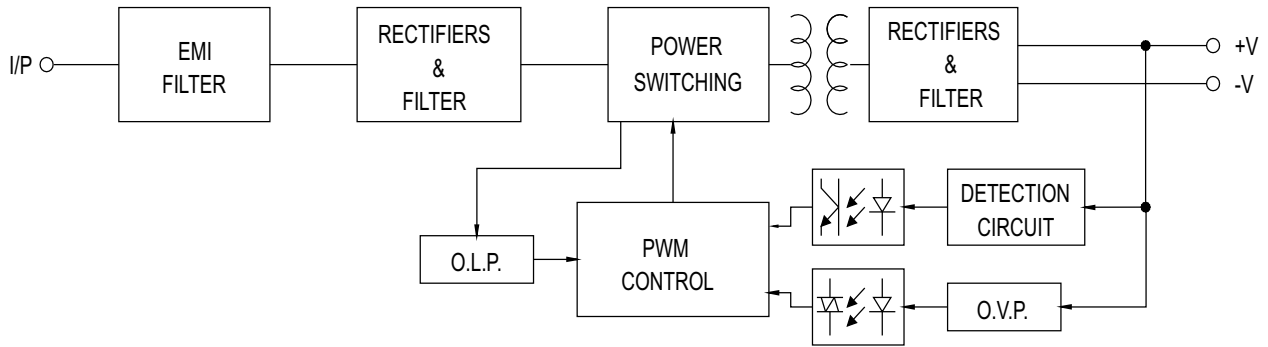 I/P
EMI
FILTER
RECTIFIERS
&
FILTER
POWER
SWITCHING
RECTIFIERS
&
FILTER
+V
-V
DETECTION
CIRCUIT
O.L.P.
PWM
CONTROL
O.V.P.